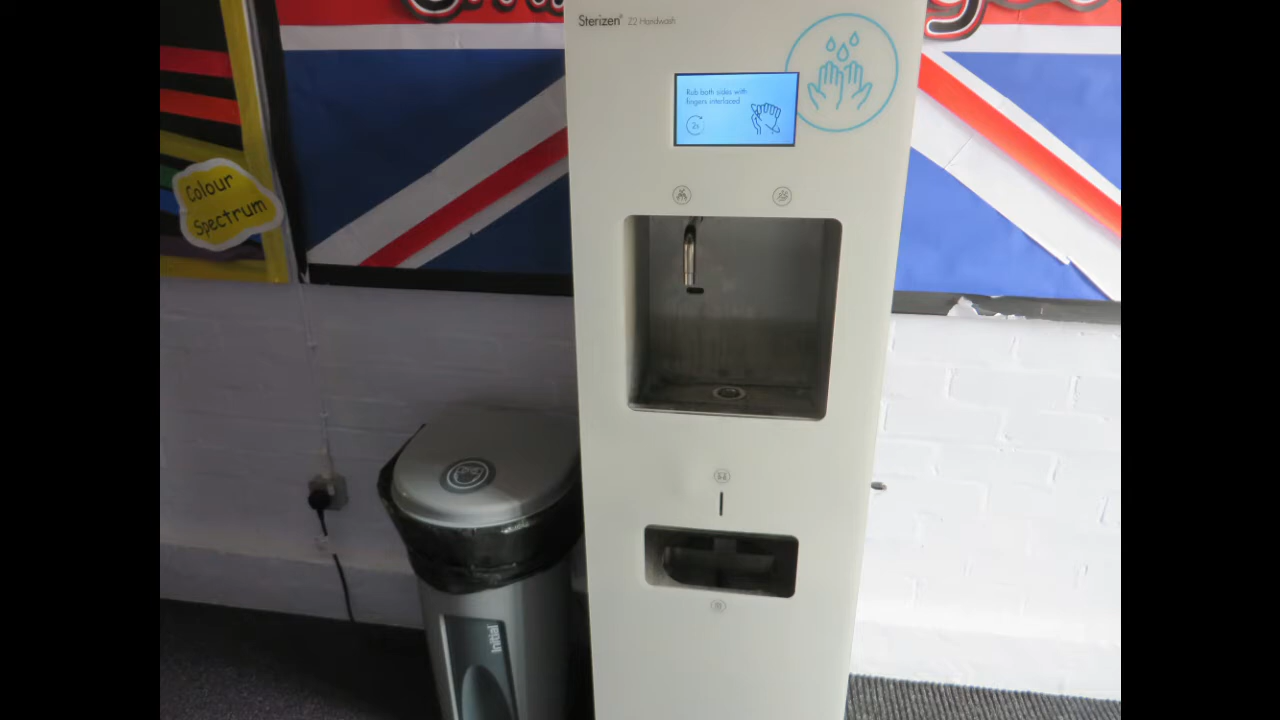 Sterizen® Z2 Handwash
Rub both sides with
fingers interlaced
2s
Colour
Spectrum
Initial